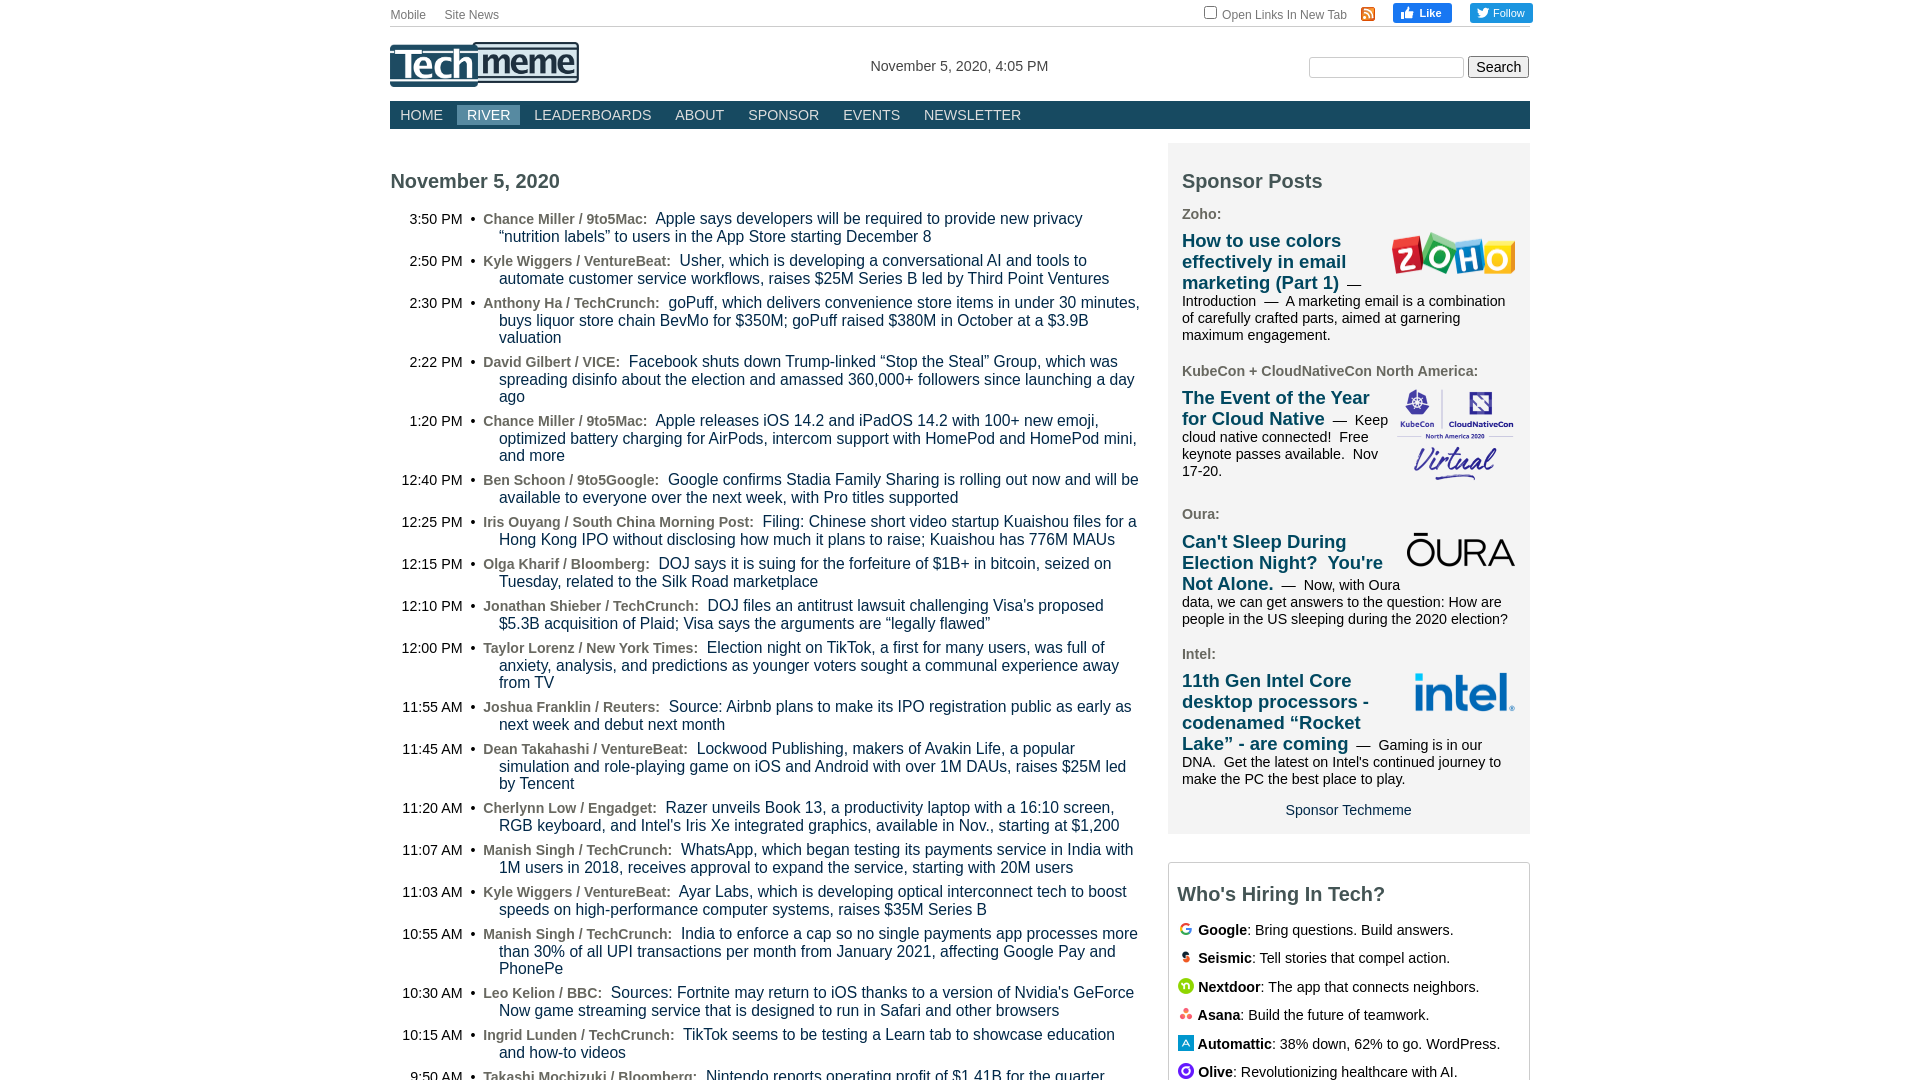 Mobile Site News
Open Links In New Tab Like Follow
Techmeme
November 5, 2020, 4:05 PM
Search
HOME RIVER LEADERBOARDS ABOUT SPONSOR EVENTS NEWSLETTER
November 5, 2020
3:50 PM • Chance Miller / 9to5Mac: Apple says developers will be required to provide new privacy
“nutrition labels” to users in the App Store starting December 8
2:50 PM • Kyle Wiggers / VentureBeat: Usher, which is developing a conversational AI and tools to
automate customer service workflows, raises $25M Series B led by Third Point Ventures
2:30 PM • Anthony Ha / TechCrunch: goPuff, which delivers convenience store items in under 30 minutes,
buys liquor store chain BevMo for $350M; goPuff raised $380M in October at a $3.9B
valuation
2:22 PM • David Gilbert / VICE: Facebook shuts down Trump-linked “Stop the Steal” Group, which was
spreading disinfo about the election and amassed 360,000+ followers since launching a day
ago
1:20 PM • Chance Miller / 9to5Mac: Apple releases iOS 14.2 and iPadOS 14.2 with 100+ new emoji,
optimized battery charging for AirPods, intercom support with HomePod and HomePod mini,
and more
12:40 PM • Ben Schoon / 9to5Google: Google confirms Stadia Family Sharing is rolling out now and will be
available to everyone over the next week, with Pro titles supported
12:25 PM • Iris Ouyang / South China Morning Post: Filing: Chinese short video startup Kuaishou files for a
Hong Kong IPO without disclosing how much it plans to raise; Kuaishou has 776M MAUs
12:15 PM • Olga Kharif / Bloomberg: DOJ says it is suing for the forfeiture of $1B+ in bitcoin, seized on
Tuesday, related to the Silk Road marketplace
12:10 PM • Jonathan Shieber / TechCrunch: DOJ files an antitrust lawsuit challenging Visa's proposed
$5.3B acquisition of Plaid; Visa says the arguments are “legally flawed”
12:00 PM • Taylor Lorenz / New York Times: Election night on TikTok, a first for many users, was full of
anxiety, analysis, and predictions as younger voters sought a communal experience away
from TV
11:55 AM • Joshua Franklin / Reuters: Source: Airbnb plans to make its IPO registration public as early as
next week and debut next month
11:45 AM • Dean Takahashi / VentureBeat: Lockwood Publishing, makers of Avakin Life, a popular
simulation and role-playing game on iOS and Android with over 1M DAUs, raises $25M led
by Tencent
11:20 AM • Cherlynn Low / Engadget: Razer unveils Book 13, a productivity laptop with a 16:10 screen,
RGB keyboard, and Intel's Iris Xe integrated graphics, available in Nov., starting at $1,200
11:07 AM • Manish Singh / TechCrunch: WhatsApp, which began testing its payments service in India with
1M users in 2018, receives approval to expand the service, starting with 20M users
11:03 AM • Kyle Wiggers / VentureBeat: Ayar Labs, which is developing optical interconnect tech to boost
speeds on high-performance computer systems, raises $35M Series B
10:55 AM • Manish Singh / TechCrunch: India to enforce a cap so no single payments app processes more
than 30% of all UPI transactions per month from January 2021, affecting Google Pay and
PhonePe
10:30 AM • Leo Kelion / BBC: Sources: Fortnite may return to iOS thanks to a version of Nvidia's GeForce
Now game streaming service that is designed to run in Safari and other browsers
10:15 AM • Ingrid Lunden / TechCrunch: TikTok seems to be testing a Learn tab to showcase education
and how-to videos
9:50 AM • Takashi Mochizuki / Bloomberg: Nintendo reports operating profit of $1.41B for the quarter
Sponsor Posts
Zoho:
How to use colors
effectively in email
marketing (Part 1) —
ZOHO
Introduction — A marketing email is a combination
of carefully crafted parts, aimed at garnering
maximum engagement.
KubeCon + CloudNativeCon North America:
The Event of the Year
for Cloud Native — Keep
cloud native connected! Free
keynote passes available. Nov
17-20.
KubeCon CloudNativeCon
North America 2020
Virtual
Oura:
Can't Sleep During
Election Night? You're
Not Alone. — Now, with Oura
ŌURA
data, we can get answers to the question: How are
people in the US sleeping during the 2020 election?
Intel:
11th Gen Intel Core
desktop processors -
codenamed “Rocket
Lake” - are coming — Gaming is in our
intel.
DNA. Get the latest on Intel's continued journey to
make the PC the best place to play.
Sponsor Techmeme
Who's Hiring In Tech?
Google: Bring questions. Build answers.
Seismic: Tell stories that compel action.
Nextdoor: The app that connects neighbors.
Asana: Build the future of teamwork.
Automattic: 38% down, 62% to go. WordPress.
Olive: Revolutionizing healthcare with AI.